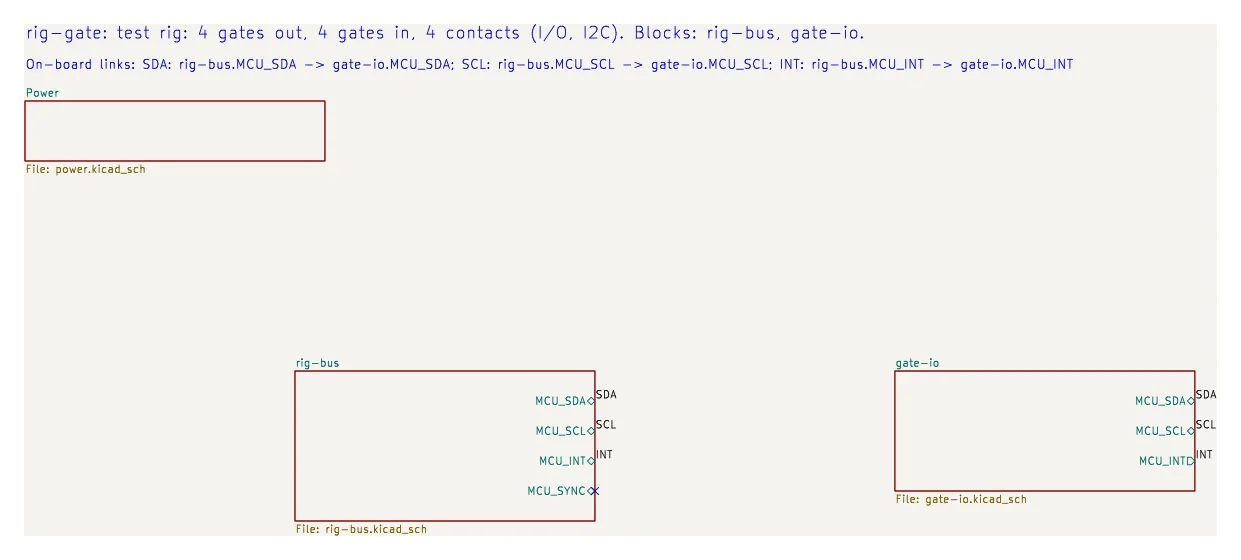 rig-gate: test rig: 4 gates out, 4 gates in, 4 contacts (I/O, I2C). Blocks: rig-bus, gate-io.
On-board links: SDA: rig-bus.MCU_SDA -> gate-io.MCU_SDA; SCL: rig-bus.MCU_SCL -> gate-io.MCU_SCL; INT: rig-bus.MCU_INT -> gate-io.MCU_INT
Power
File: power.kicad_sch
rig-bus
MCU_SDA SDA
MCU_SCL SCL
MCU_INT INT
MCU_SYNC
File: rig-bus.kicad_sch
gate-io
MCU_SDA SDA
MCU_SCL SCL
MCU_INT INT
File: gate-io.kicad_sch